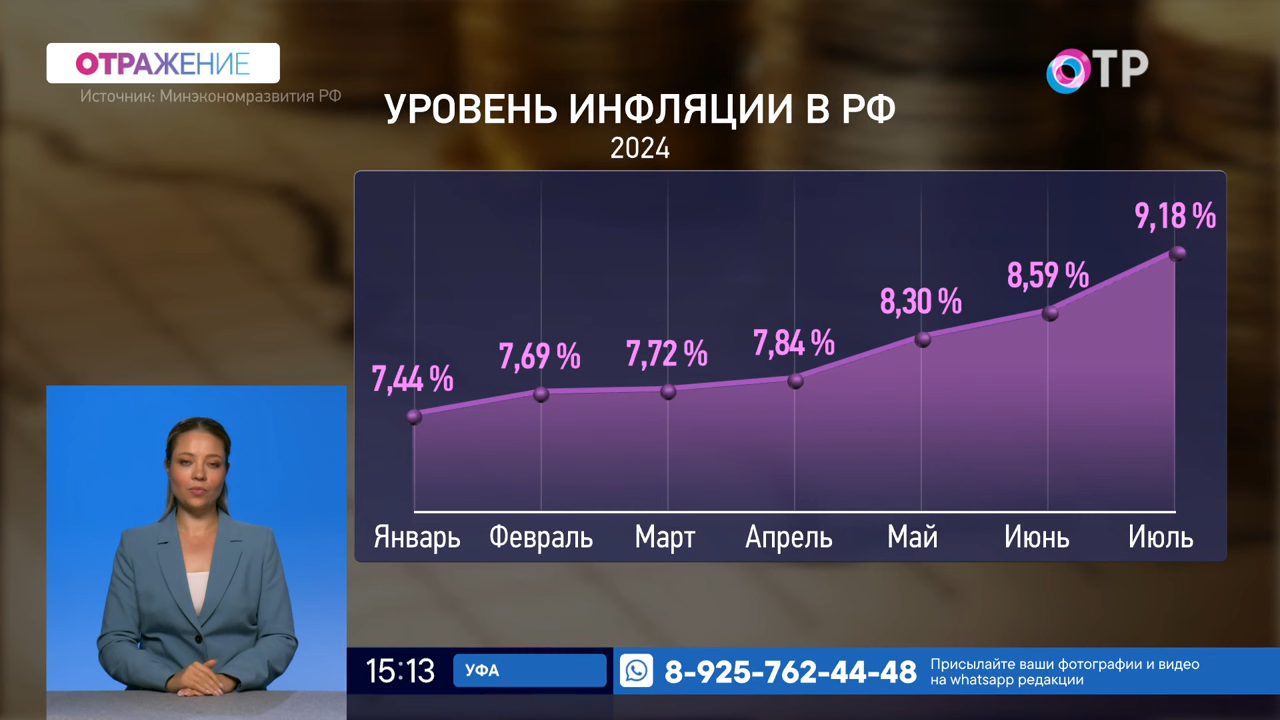 ОТРАЖЕНИЕ
ОТР
Источник: Минэкономразвития РФ
УРОВЕНЬ ИНФЛЯЦИИ В РФ
2024
9,18 %
8,59 %
8,30 %
7,84 %
7,72 %
7,69 %
7,44 %
Январь Февраль Март Апрель Май Июнь Июль
15:13 УФА 8-925-762-44-48
Присылайте ваши фотографии и видео
на whatsapp редакции